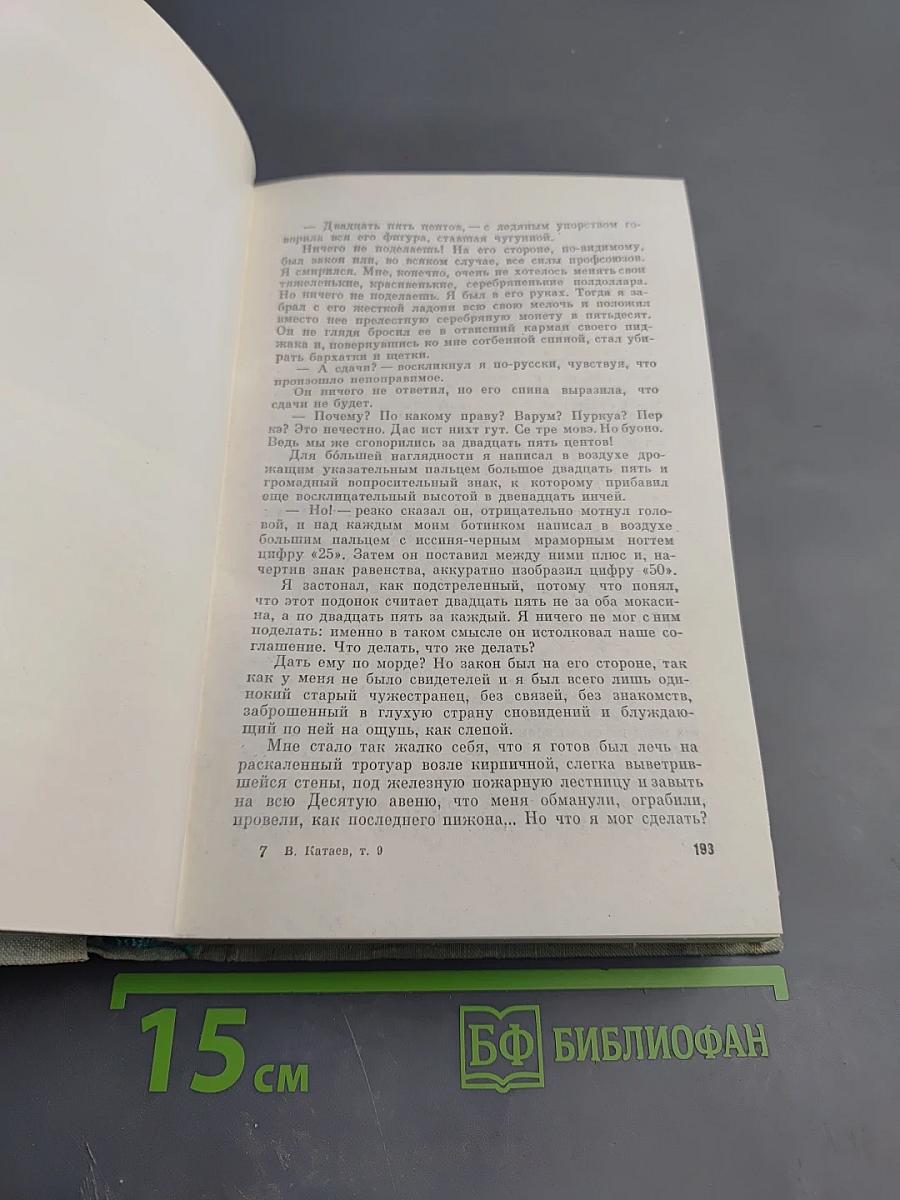 — Двадцать пять центов, — с ледяным упорством го-
ворила вся его фигура, ставшая чугунной.
Ничего не поделаешь! На его стороне, по-видимому,
был закон или, во всяком случае, все силы профсоюзов.
Я смирился. Мне, конечно, очень не хотелось менять свои
тяжеленькие, красивенькие, серебряненькие полдоллара.
Но ничего не поделаешь. Я был в его руках. Тогда я за-
брал с его жесткой ладони всю свою мелочь и положил
вместо нее прелестную серебряную монету в пятьдесят.
Он не глядя бросил ее в отвисший карман своего пид-
жака и, повернувшись ко мне согбенной спиной, стал уби-
рать бархатки и щетки.
— А сдачи? — воскликнул я по-русски, чувствуя, что
произошло непоправимое.
Он ничего не ответил, но его спина выразила, что
сдачи не будет.
— Почему? По какому праву? Варум? Пуркуа? Пер
кэ? Это нечестно. Дас ист нихт гут. Се тре мовэ. Но буоно.
Ведь мы же сговорились за двадцать пять центов!
Для бо́льшей наглядности я написал в воздухе дро-
жащим указательным пальцем большое двадцать пять и
громадный вопросительный знак, к которому прибавил
еще восклицательный высотой в двенадцать инчей.
— Но! — резко сказал он, отрицательно мотнул голо-
вой, и над каждым моим ботинком написал в воздухе
большим пальцем с иссиня-черным мраморным ногтем
цифру «25». Затем он поставил между ними плюс и, на-
чертив знак равенства, аккуратно изобразил цифру «50».
Я застонал, как подстреленный, потому что понял,
что этот подонок считает двадцать пять не за оба мокаси-
на, а по двадцать пять за каждый. Я ничего не мог с ним
поделать: именно в таком смысле он истолковал наше со-
глашение. Что делать, что же делать?
Дать ему по морде? Но закон был на его стороне, так
как у меня не было свидетелей и я был всего лишь оди-
нокий старый чужестранец, без связей, без знакомств,
заброшенный в глухую страну сновидений и блуждаю-
щий по ней на ощупь, как слепой.
Мне стало так жалко себя, что я готов был лечь на
раскаленный тротуар возле кирпичной, слегка выветрив-
шейся стены, под железную пожарную лестницу и завыть
на всю Десятую авеню, что меня обманули, ограбили,
провели, как последнего пижона... Но что я мог сделать?
7 В. Катаев, т. 9
193
15 см
БФ БИБЛИОФАН